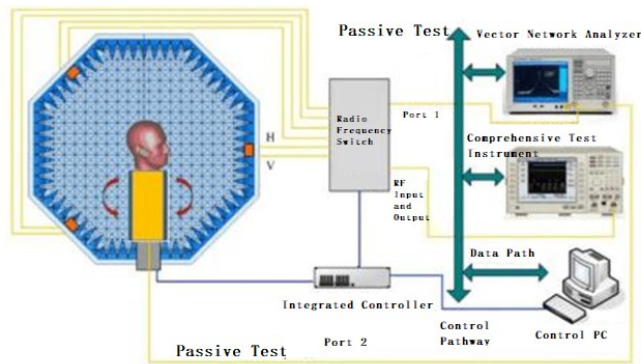 Passive Test
Vector Network Analyzer
Radio
Frequency
Switch
Port 1
Comprehensive Test
Instrument
H
V
RF
Input
and
Output
Data Path
Integrated Controller
Control
Pathway
Control PC
Port 2
Passive Test